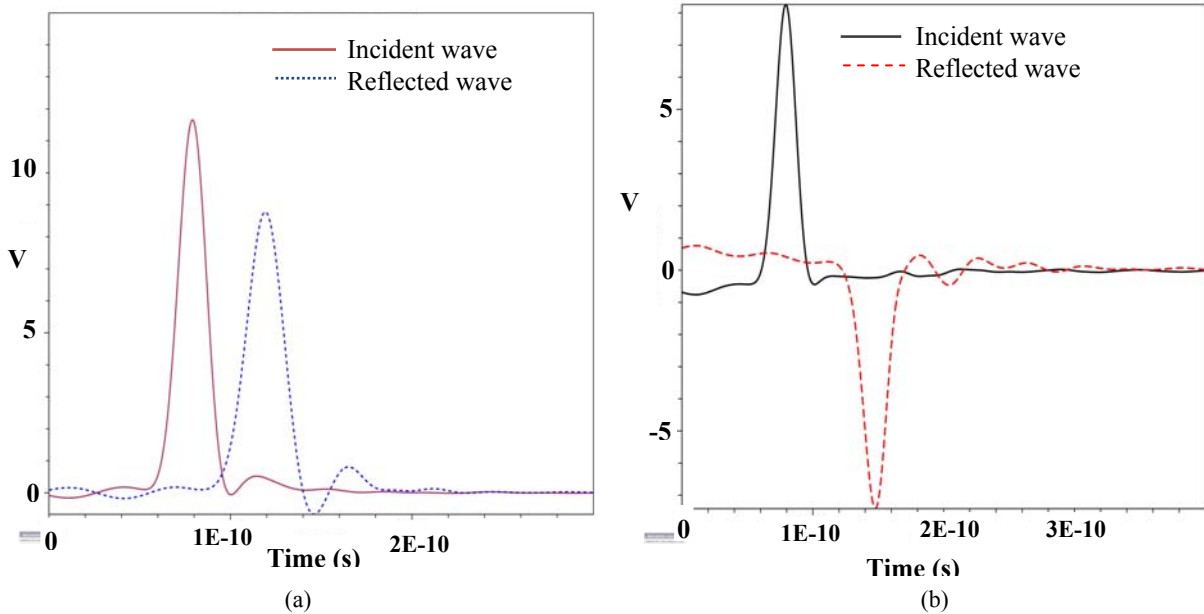 Incident wave
Reflected wave
10
V
5
0
0
1E-10
2E-10
Time (s)
(a)
Incident wave
Reflected wave
5
V
0
-5
0
1E-10
2E-10
3E-10
Time (s)
(b)